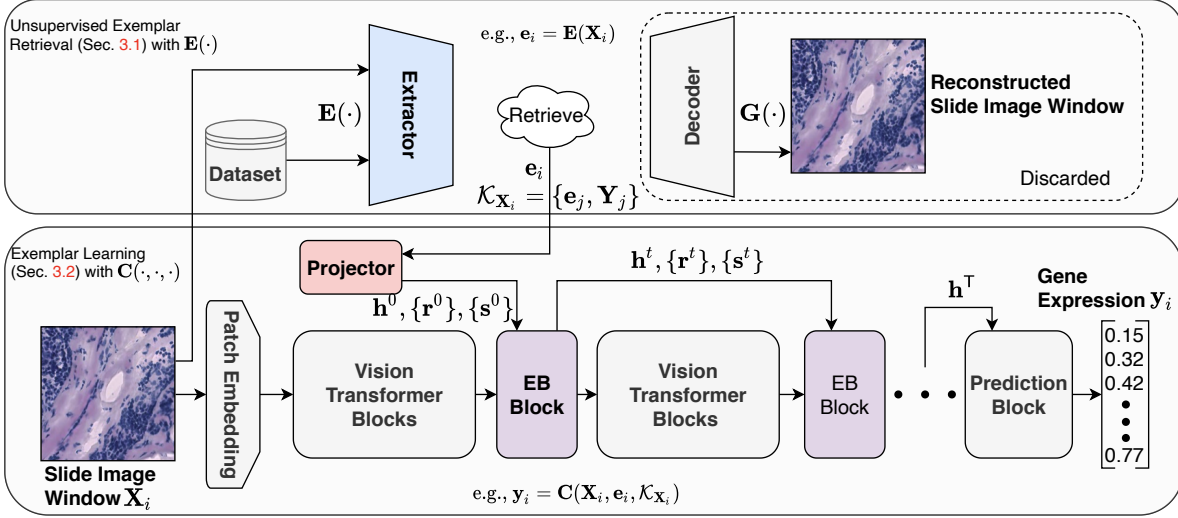 Unsupervised Exemplar
Retrieval (Sec. 3.1) with E(·)
e.g., e_i = E(X_i)
Extractor
E(·)
Dataset
Retrieve
e_i
𝒦_{X_i} = {e_j, Y_j}
Decoder
G(·)
Reconstructed
Slide Image Window
Discarded
Exemplar Learning
(Sec. 3.2) with C(·, ·, ·)
Projector
h^0, {r^0}, {s^0}
h^t, {r^t}, {s^t}
h^⊤
Gene
Expression y_i
Patch Embedding
Vision
Transformer
Blocks
EB
Block
Vision
Transformer
Blocks
EB
Block
Prediction
Block
0.15
0.32
0.42
0.77
Slide Image
Window X_i
e.g., y_i = C(X_i, e_i, 𝒦_{X_i})